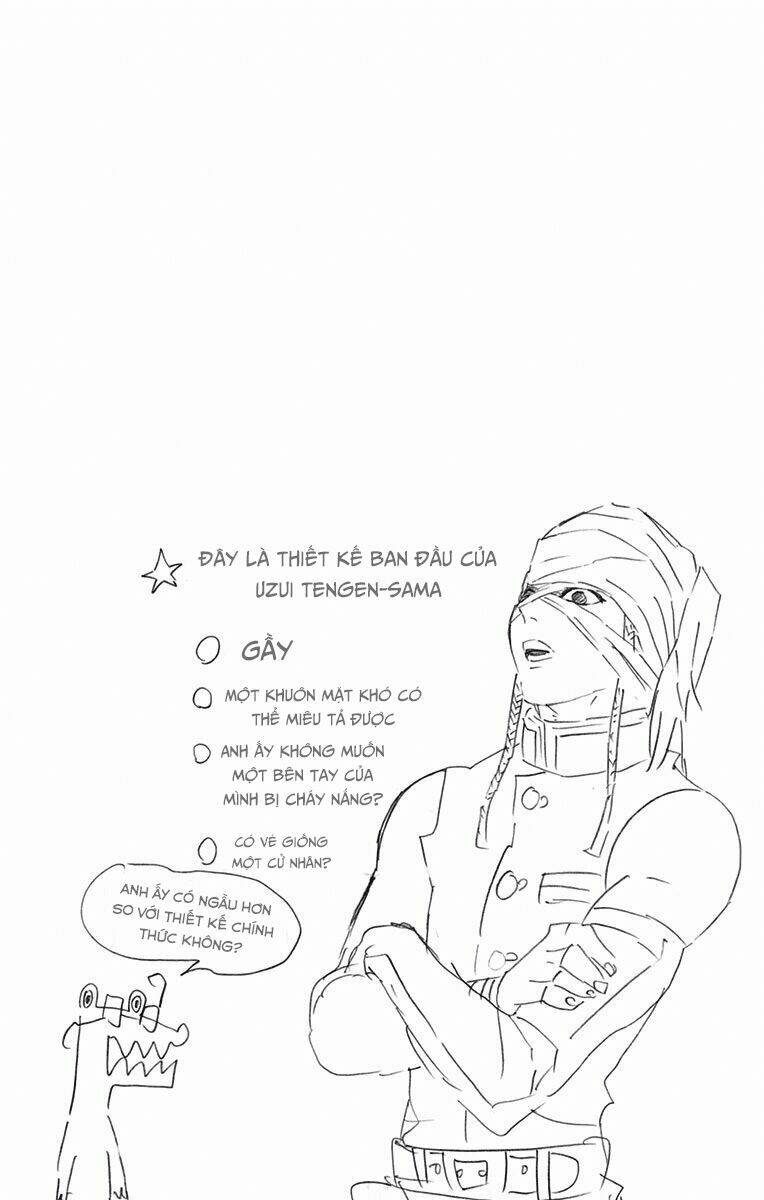 ĐÂY LÀ THIẾT KẾ BAN ĐẦU CỦA
UZUI TENGEN-SAMA
GẦY
MỘT KHUÔN MẶT KHÓ CÓ
THỂ MIÊU TẢ ĐƯỢC
ANH ẤY KHÔNG MUỐN
MỘT BÊN TAY CỦA
MÌNH BỊ CHÁY NẮNG?
CÓ VẺ GIỐNG
MỘT CỬ NHÂN?
ANH ẤY CÓ NGẦU HƠN
SO VỚI THIẾT KẾ CHÍNH
THỨC KHÔNG?